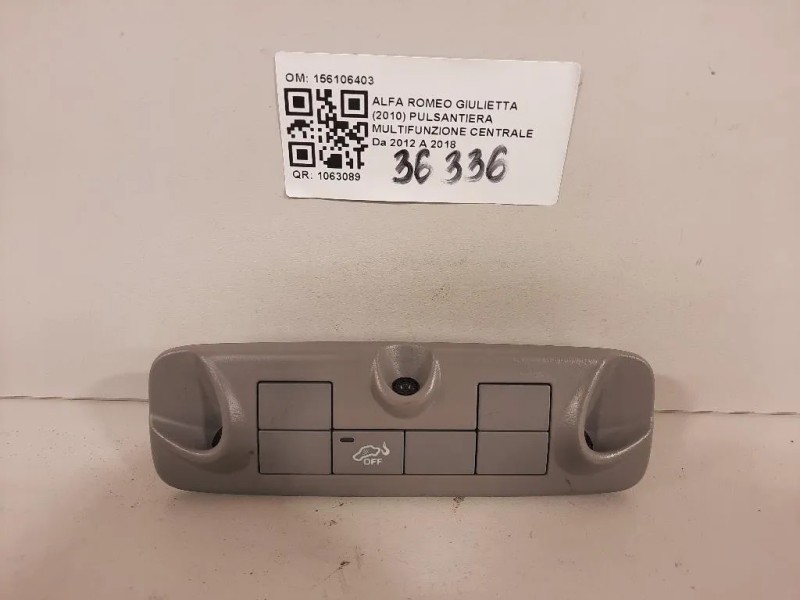 OM: 156106403
ALFA ROMEO GIULIETTA
(2010) PULSANTIERA
MULTIFUNZIONE CENTRALE
Da 2012 A 2018
QR: 1063089
36 336
OFF